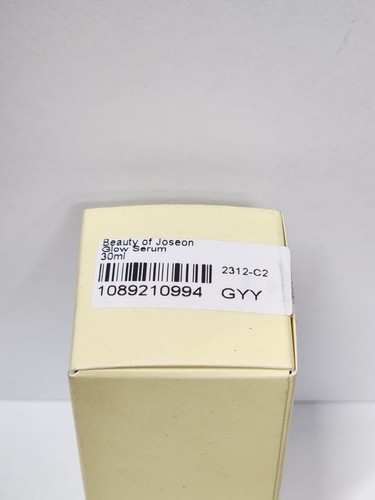 Beauty of Joseon
Glow Serum
30ml
2312-C2
1089210994 GYY